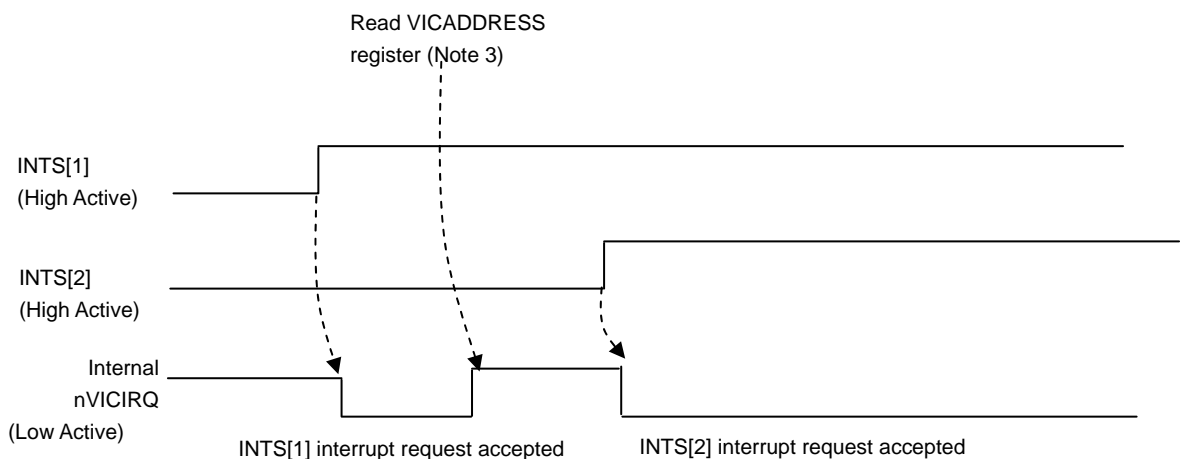 Read VICADDRESS
register (Note 3)
INTS[1]
(High Active)
INTS[2]
(High Active)
Internal
nVICIRQ
(Low Active)
INTS[1] interrupt request accepted
INTS[2] interrupt request accepted